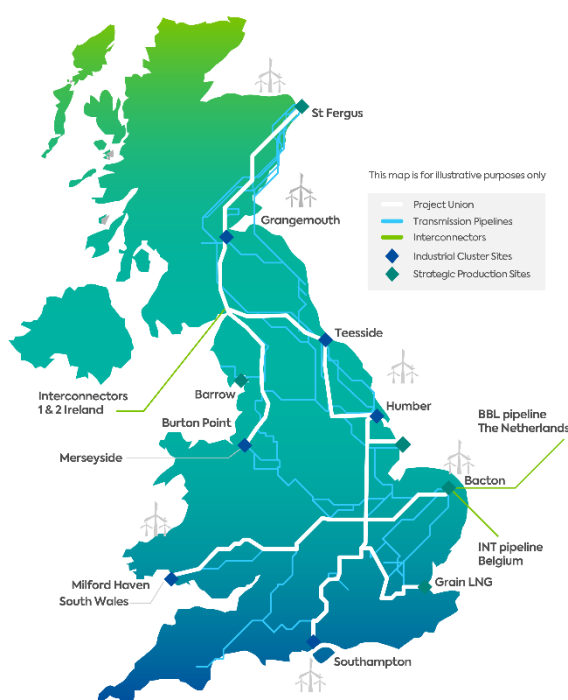 St Fergus
This map is for illustrative purposes only
Project Union
Transmission Pipelines
Interconnectors
Industrial Cluster Sites
Strategic Production Sites
Grangemouth
Teesside
Interconnectors
1 & 2 Ireland
Barrow
Humber
Burton Point
Merseyside
BBL pipeline
The Netherlands
Bacton
INT pipeline
Belgium
Milford Haven
South Wales
Grain LNG
Southampton